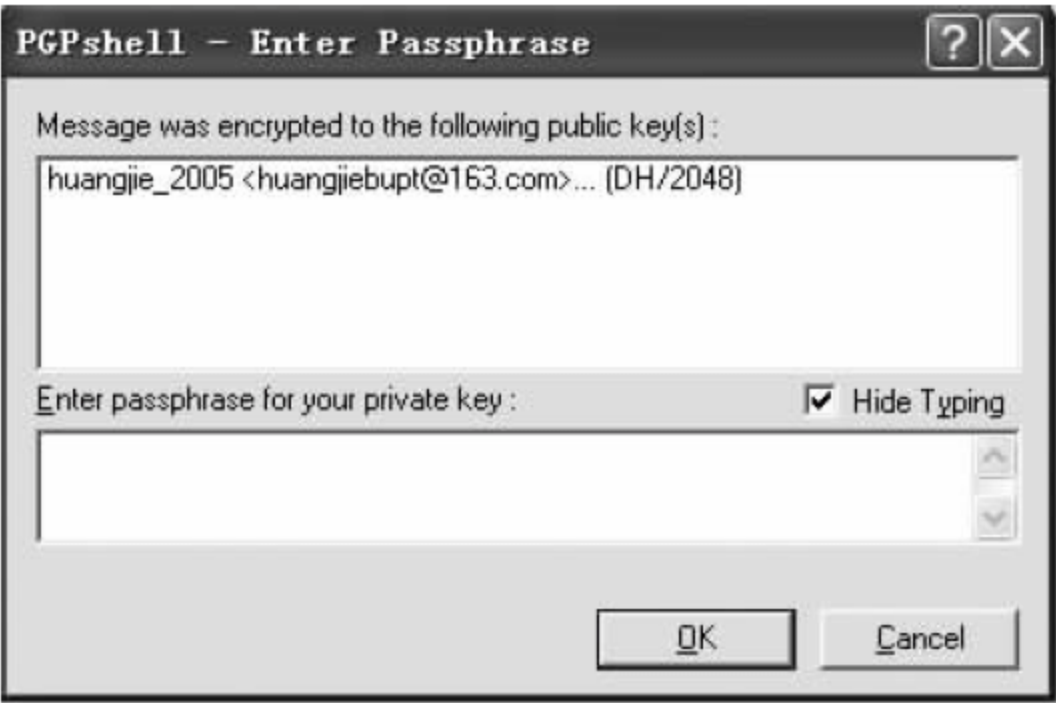 PGPshell - Enter Passphrase
Message was encrypted to the following public key(s) :
huangjie_2005 <huangjiebupt@163.com>... (DH/2048)
Enter passphrase for your private key :
Hide Typing
OK
Cancel